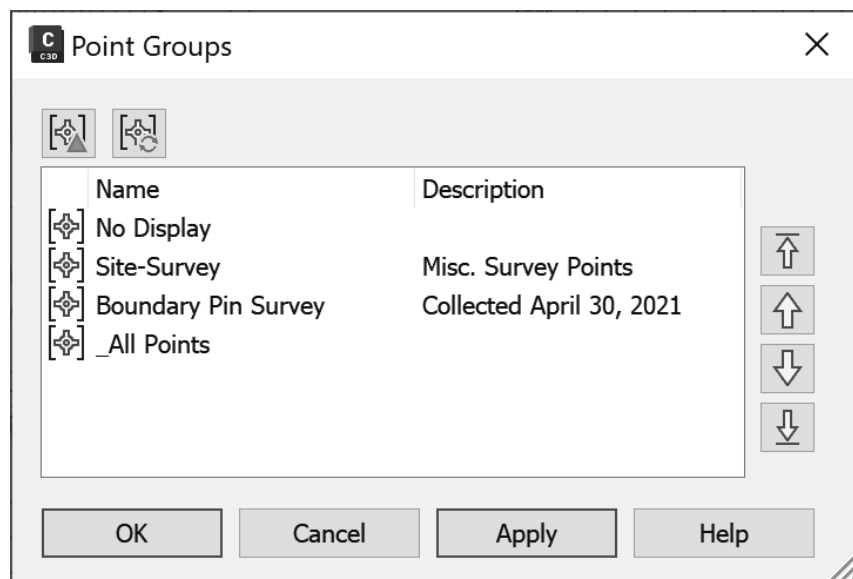 C
C3D
Point Groups
Name Description
No Display
Site-Survey Misc. Survey Points
Boundary Pin Survey Collected April 30, 2021
_All Points
OK Cancel Apply Help